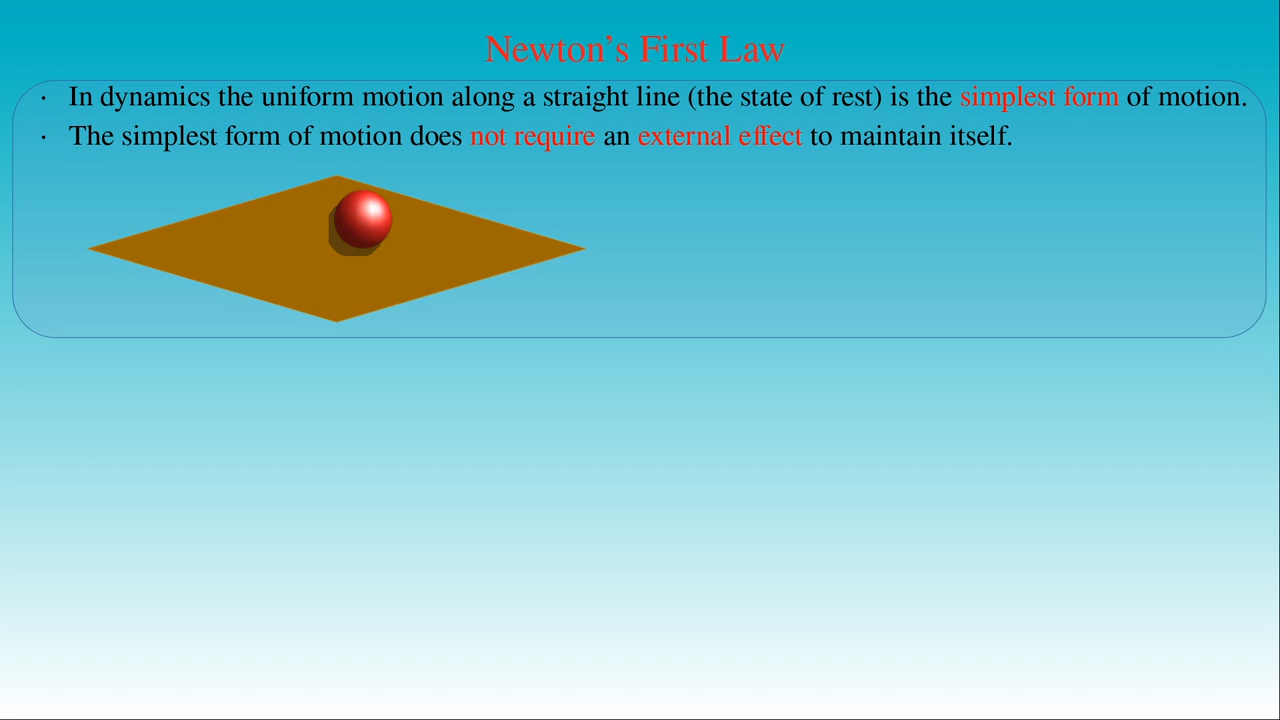 Newton’s First Law
· In dynamics the uniform motion along a straight line (the state of rest) is the simplest form of motion.
· The simplest form of motion does not require an external effect to maintain itself.